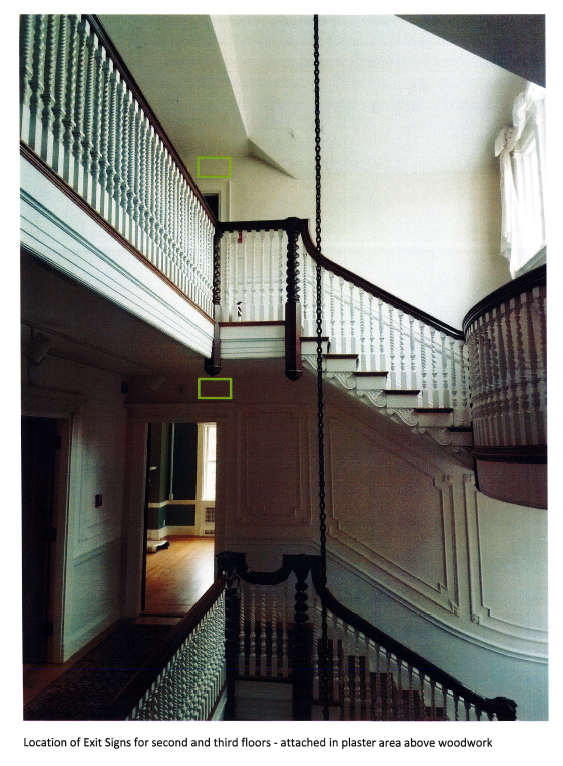 Location of Exit Signs for second and third floors - attached in plaster area above woodwork